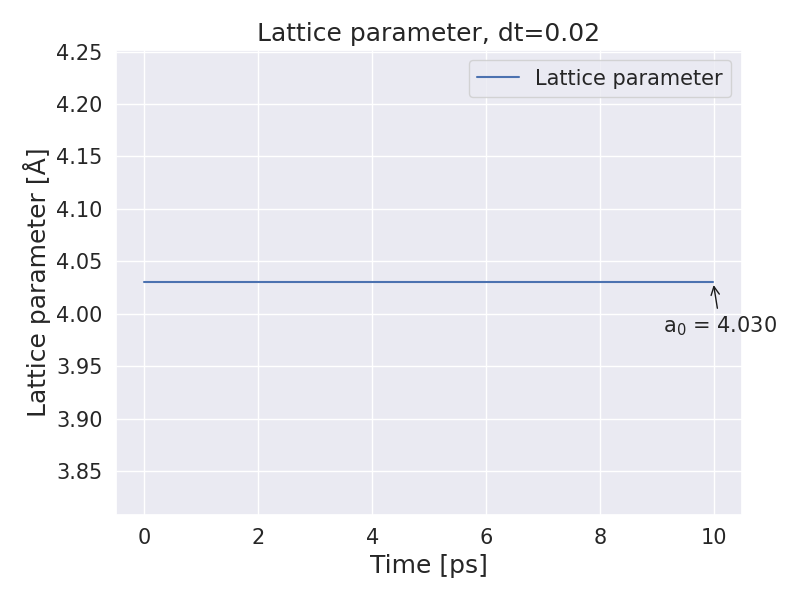 Lattice parameter, dt=0.02
Lattice parameter
Lattice parameter [Å]
4.25
4.20
4.15
4.10
4.05
4.00
3.95
3.90
3.85
a₀ = 4.030
0 2 4 6 8 10
Time [ps]